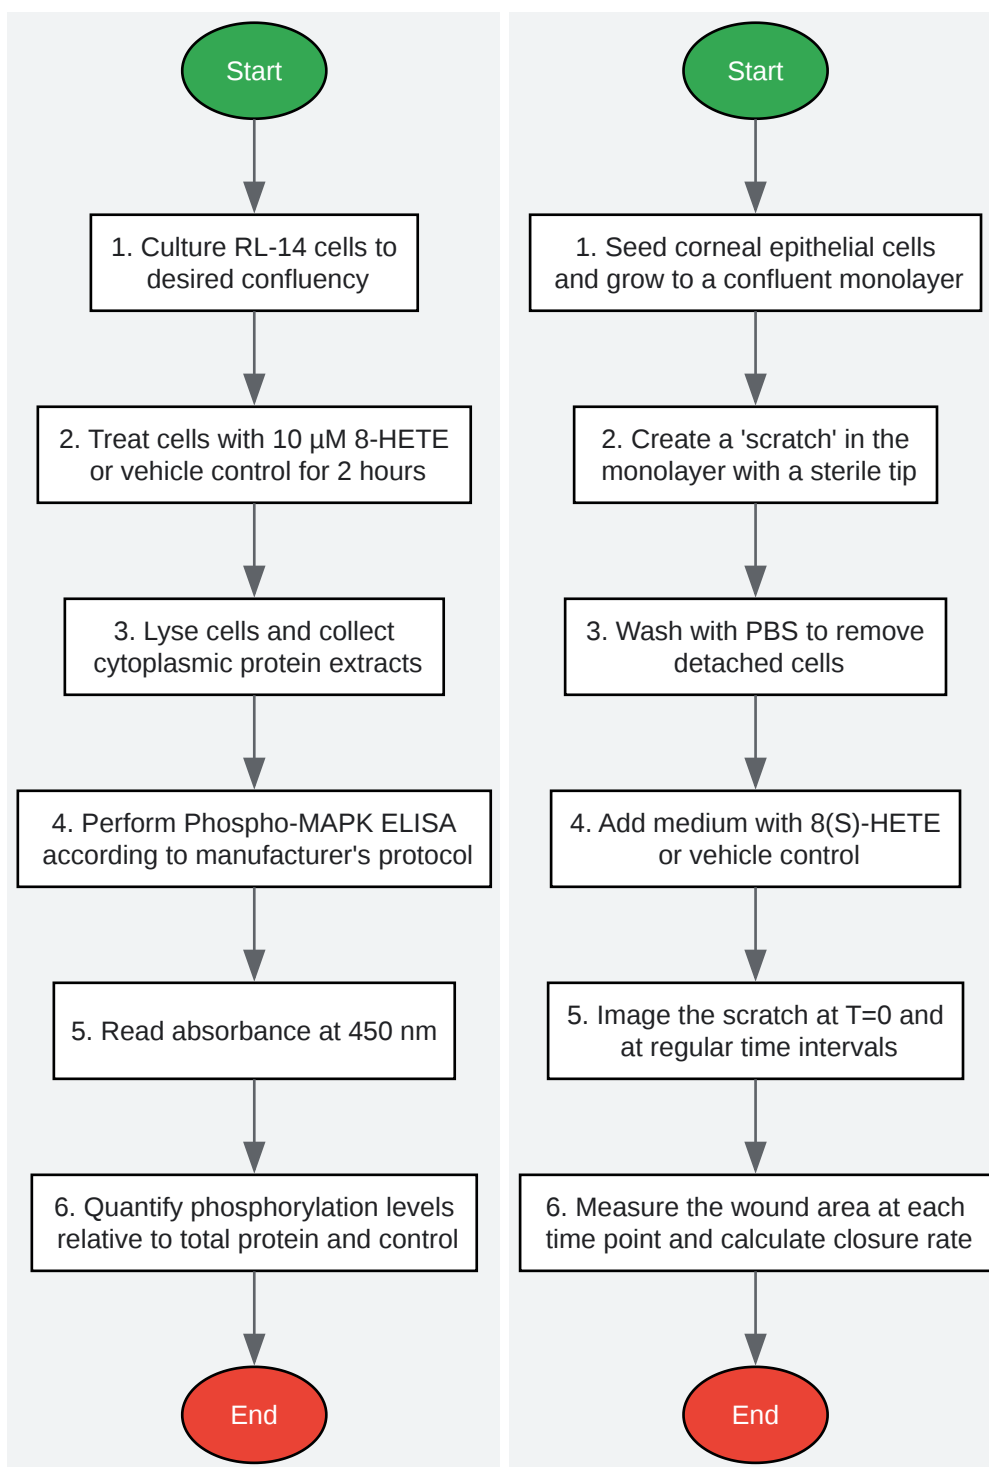 Start
1. Culture RL-14 cells to
desired confluency
2. Treat cells with 10 µM 8-HETE
or vehicle control for 2 hours
3. Lyse cells and collect
cytoplasmic protein extracts
4. Perform Phospho-MAPK ELISA
according to manufacturer's protocol
5. Read absorbance at 450 nm
6. Quantify phosphorylation levels
relative to total protein and control
End
Start
1. Seed corneal epithelial cells
and grow to a confluent monolayer
2. Create a 'scratch' in the
monolayer with a sterile tip
3. Wash with PBS to remove
detached cells
4. Add medium with 8(S)-HETE
or vehicle control
5. Image the scratch at T=0 and
at regular time intervals
6. Measure the wound area at each
time point and calculate closure rate
End